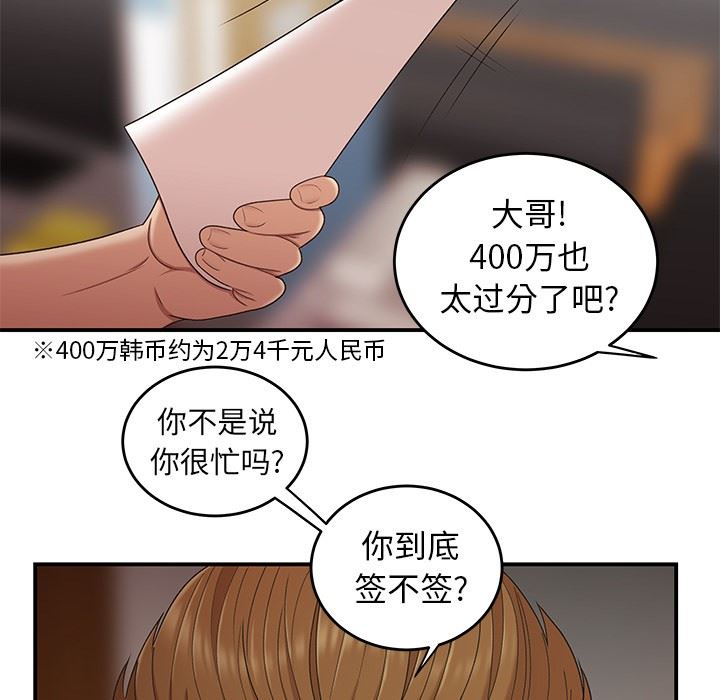 大哥!
400万也
太过分了吧?
※400万韩币约为2万4千元人民币
你不是说
你很忙吗?
你到底
签不签?